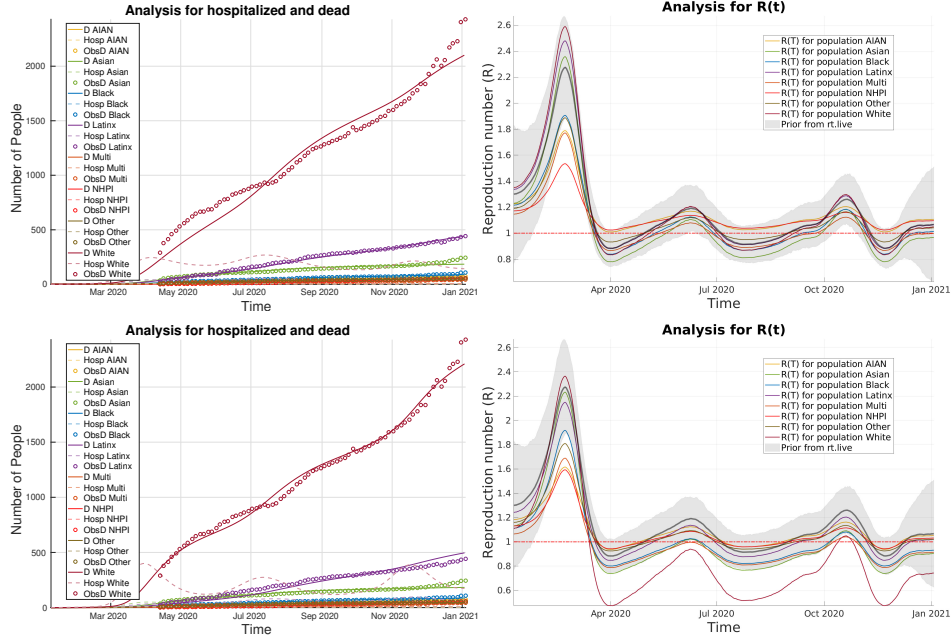 Analysis for hospitalized and dead
Number of People
2000
1500
1000
500
0
D AIAN
Hosp AIAN
ObsD AIAN
D Asian
Hosp Asian
ObsD Asian
D Black
Hosp Black
ObsD Black
D Latinx
Hosp Latinx
ObsD Latinx
D Multi
Hosp Multi
ObsD Multi
D NHPI
Hosp NHPI
ObsD NHPI
D Other
Hosp Other
ObsD Other
D White
Hosp White
ObsD White
Mar 2020 May 2020 Jul 2020 Sep 2020 Nov 2020 Jan 2021
Time
Analysis for R(t)
Reproduction number (R)
2.6
2.4
2.2
2
1.8
1.6
1.4
1.2
1
0.8
R(T) for population AIAN
R(T) for population Asian
R(T) for population Black
R(T) for population Latinx
R(T) for population Multi
R(T) for population NHPI
R(T) for population Other
R(T) for population White
Prior from rt.live
Apr 2020 Jul 2020 Oct 2020 Jan 2021
Time
Analysis for hospitalized and dead
Number of People
2000
1500
1000
500
0
D AIAN
Hosp AIAN
ObsD AIAN
D Asian
Hosp Asian
ObsD Asian
D Black
Hosp Black
ObsD Black
D Latinx
Hosp Latinx
ObsD Latinx
D Multi
Hosp Multi
ObsD Multi
D NHPI
Hosp NHPI
ObsD NHPI
D Other
Hosp Other
ObsD Other
D White
Hosp White
ObsD White
Mar 2020 May 2020 Jul 2020 Sep 2020 Nov 2020 Jan 2021
Time
Analysis for R(t)
Reproduction number (R)
2.6
2.4
2.2
2
1.8
1.6
1.4
1.2
1
0.8
0.6
R(T) for population AIAN
R(T) for population Asian
R(T) for population Black
R(T) for population Latinx
R(T) for population Multi
R(T) for population NHPI
R(T) for population Other
R(T) for population White
Prior from rt.live
Apr 2020 Jul 2020 Oct 2020 Jan 2021
Time